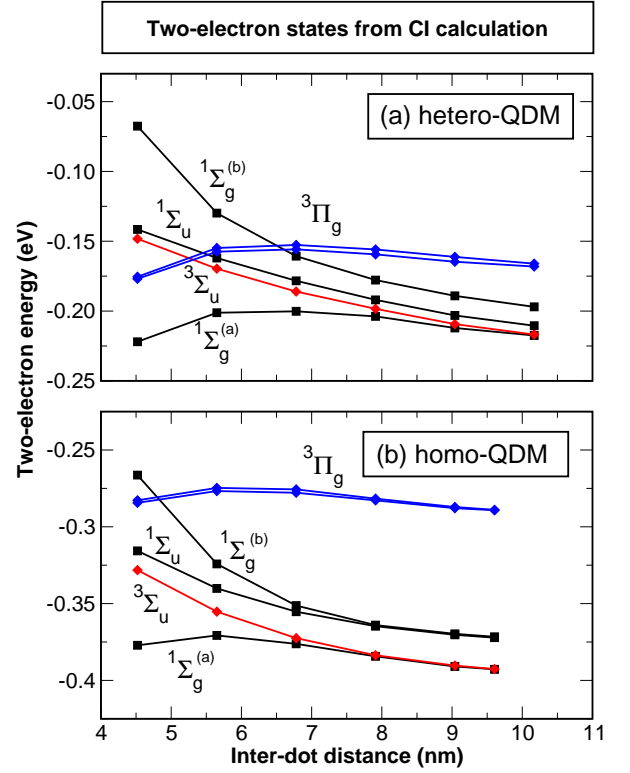 Two-electron states from CI calculation
-0.05
-0.10
-0.15
-0.20
-0.25
(a) hetero-QDM
¹Σg(b)
³Πg
¹Σu
³Σu
¹Σg(a)
Two-electron energy (eV)
-0.25
-0.3
-0.35
-0.4
(b) homo-QDM
³Πg
¹Σg(b)
¹Σu
³Σu
¹Σg(a)
4 5 6 7 8 9 10 11
Inter-dot distance (nm)